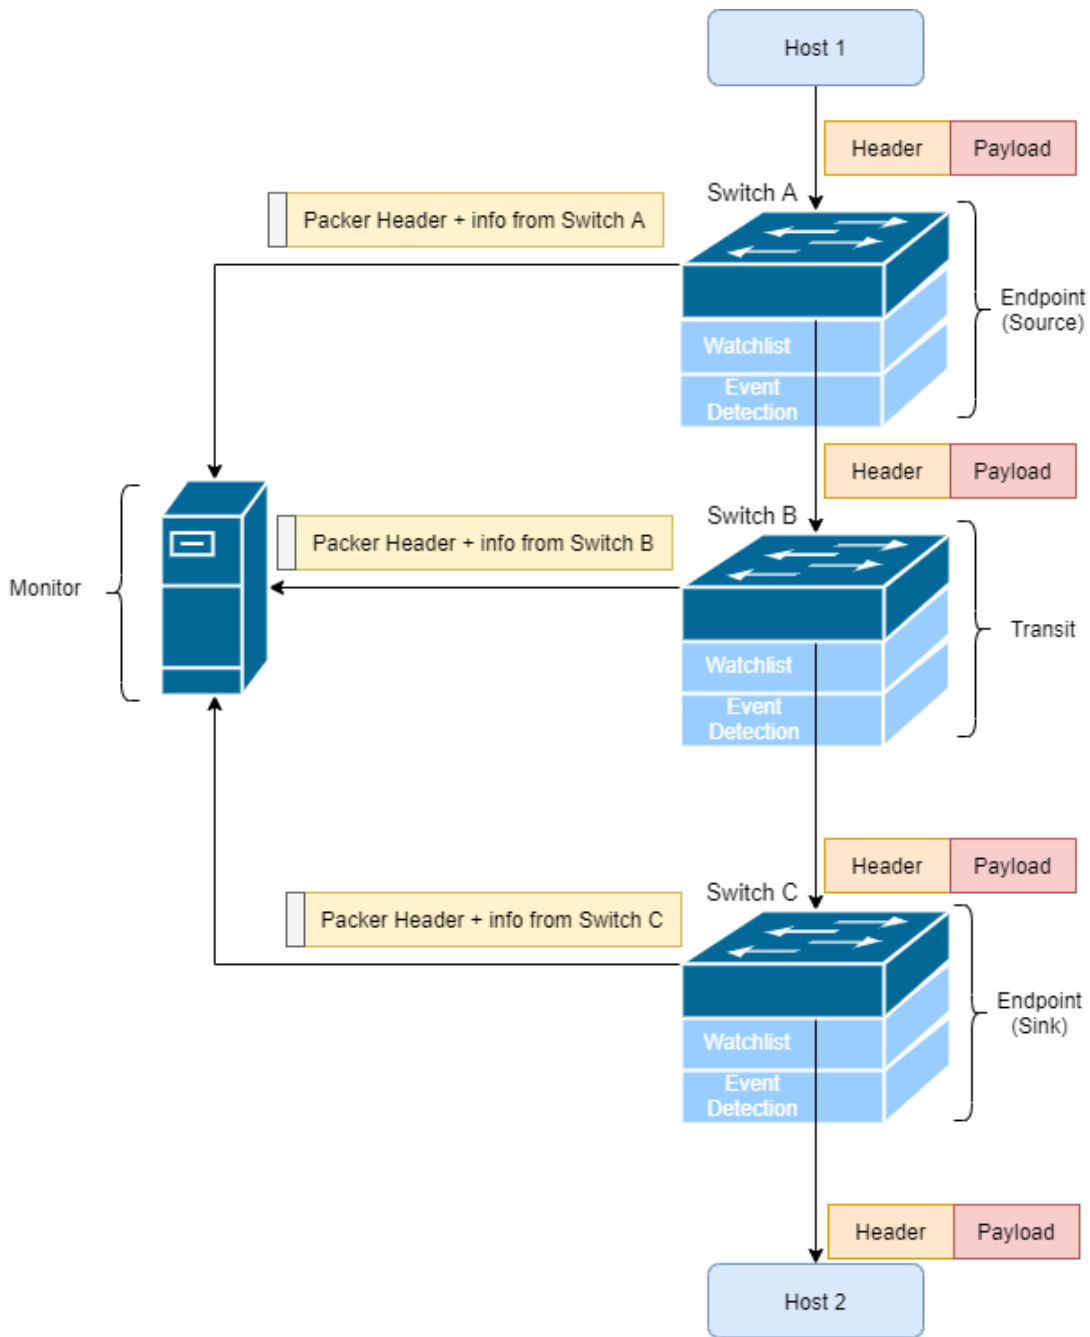 Host 1
Header Payload
Switch A
Packer Header + info from Switch A
Endpoint
(Source)
Watchlist
Event
Detection
Header Payload
Switch B
Packer Header + info from Switch B
Monitor
Transit
Watchlist
Event
Detection
Header Payload
Switch C
Packer Header + info from Switch C
Endpoint
(Sink)
Watchlist
Event
Detection
Header Payload
Host 2